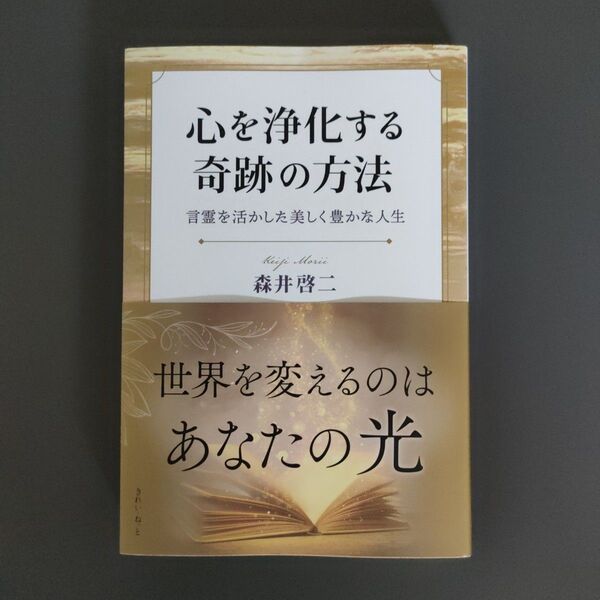 心を浄化する
奇跡の方法
言霊を活かした美しく豊かな人生
Keiji Morii
森井啓二
世界を変えるのは
あなたの光
きれい・ねっと